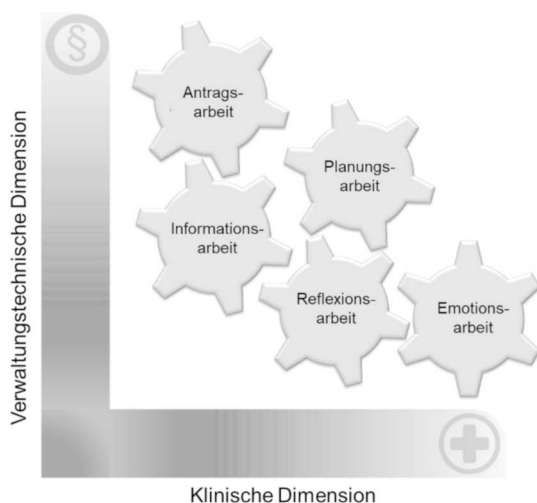 §
Verwaltungstechnische Dimension
Antrags-
arbeit
Planungs-
arbeit
Informations-
arbeit
Reflexions-
arbeit
Emotions-
arbeit
Klinische Dimension